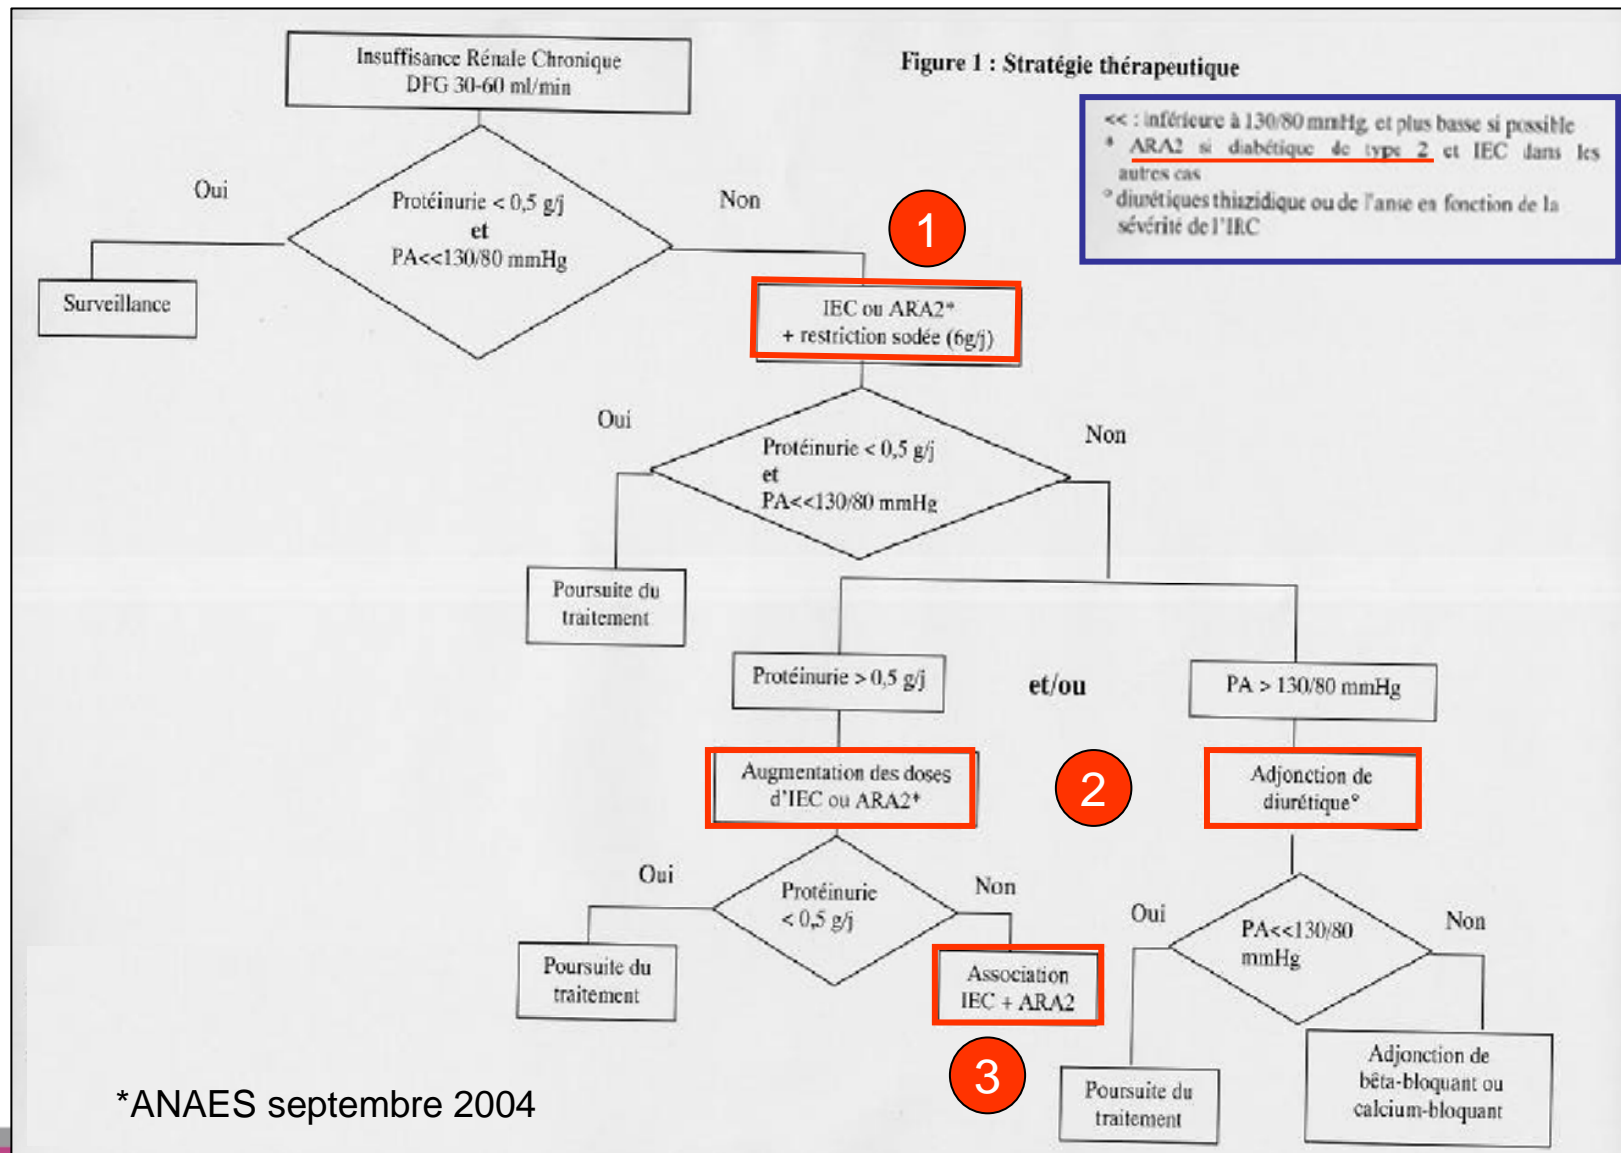 Insuffisance Rénale Chronique
DFG 30-60 ml/min
Figure 1 : Stratégie thérapeutique
<< : inférieure à 130/80 mmHg, et plus basse si possible
* ARA2 si diabétique de type 2 et IEC dans les
autres cas
° diurétiques thiazidique ou de l'anse en fonction de la
sévérité de l'IRC
Oui
Protéinurie < 0,5 g/j
et
PA<<130/80 mmHg
Non
1
Surveillance
IEC ou ARA2*
+ restriction sodée (6g/j)
Oui
Protéinurie < 0,5 g/j
et
PA<<130/80 mmHg
Non
Poursuite du
traitement
Protéinurie > 0,5 g/j
et/ou
PA > 130/80 mmHg
Augmentation des doses
d'IEC ou ARA2*
2
Adjonction de
diurétique°
Oui
Protéinurie
< 0,5 g/j
Non
Oui
PA<<130/80
mmHg
Non
Poursuite du
traitement
Association
IEC + ARA2
3
Poursuite du
traitement
Adjonction de
bêta-bloquant ou
calcium-bloquant
*ANAES septembre 2004